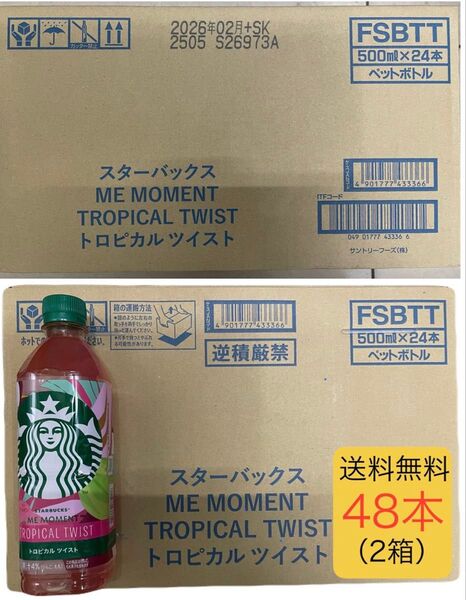 2026年02月+SK
2505 S26973A
FSBTT
500ml×24本
ペットボトル
カッター禁止
スターバックス
ME MOMENT
TROPICAL TWIST
トロピカル ツイスト
4 901777 433366
ITFコード
049 01777 43336 6
サントリーフーズ(株)
箱の運搬方法
4 901777 433366
逆積厳禁
FSBTT
500ml×24本
ペットボトル
スターバックス
ME MOMENT
TROPICAL TWIST
トロピカル ツイスト
STARBUCKS
ME MOMENT
TROPICAL TWIST
トロピカル ツイスト
送料無料
48本
(2箱)